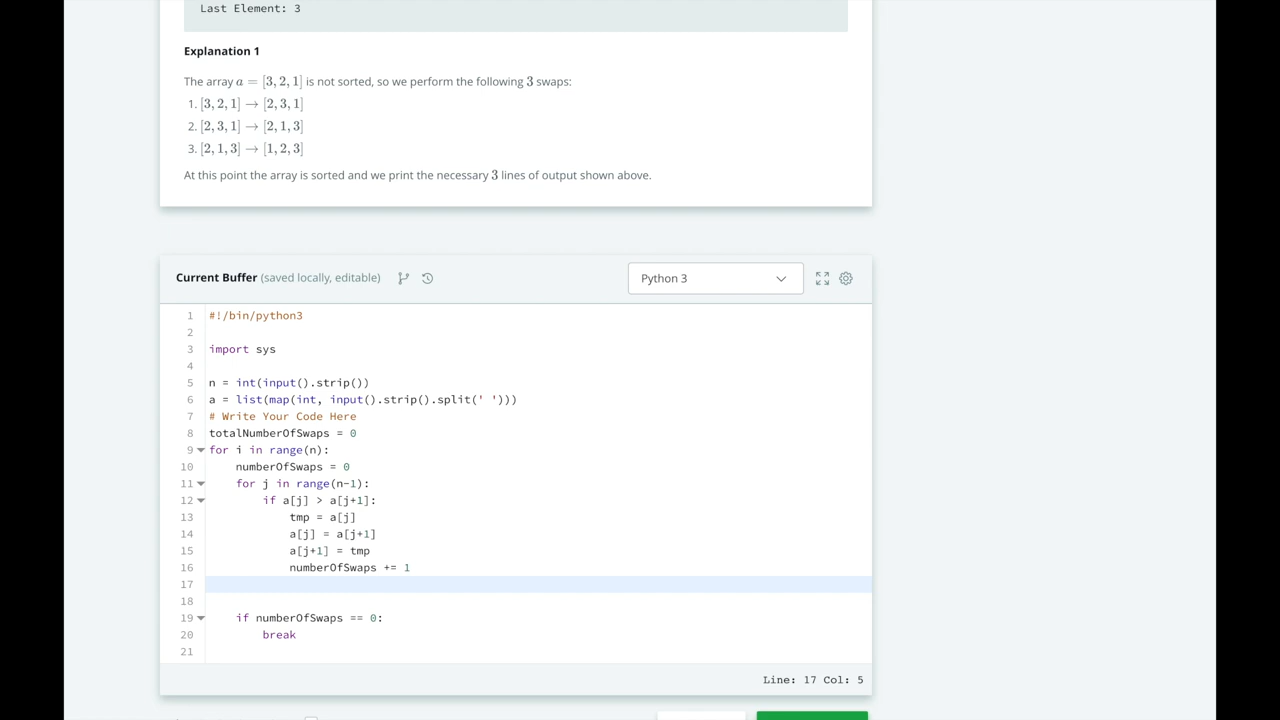 Last Element: 3
Explanation 1
The array a = [3, 2, 1] is not sorted, so we perform the following 3 swaps:
1. [3, 2, 1] → [2, 3, 1]
2. [2, 3, 1] → [2, 1, 3]
3. [2, 1, 3] → [1, 2, 3]
At this point the array is sorted and we print the necessary 3 lines of output shown above.
Current Buffer (saved locally, editable)
Python 3
1 #!/bin/python3
2
3 import sys
4
5 n = int(input().strip())
6 a = list(map(int, input().strip().split(' ')))
7 # Write Your Code Here
8 totalNumberOfSwaps = 0
9 for i in range(n):
10     numberOfSwaps = 0
11     for j in range(n-1):
12         if a[j] > a[j+1]:
13             tmp = a[j]
14             a[j] = a[j+1]
15             a[j+1] = tmp
16             numberOfSwaps += 1
17
18
19     if numberOfSwaps == 0:
20         break
21
Line: 17 Col: 5